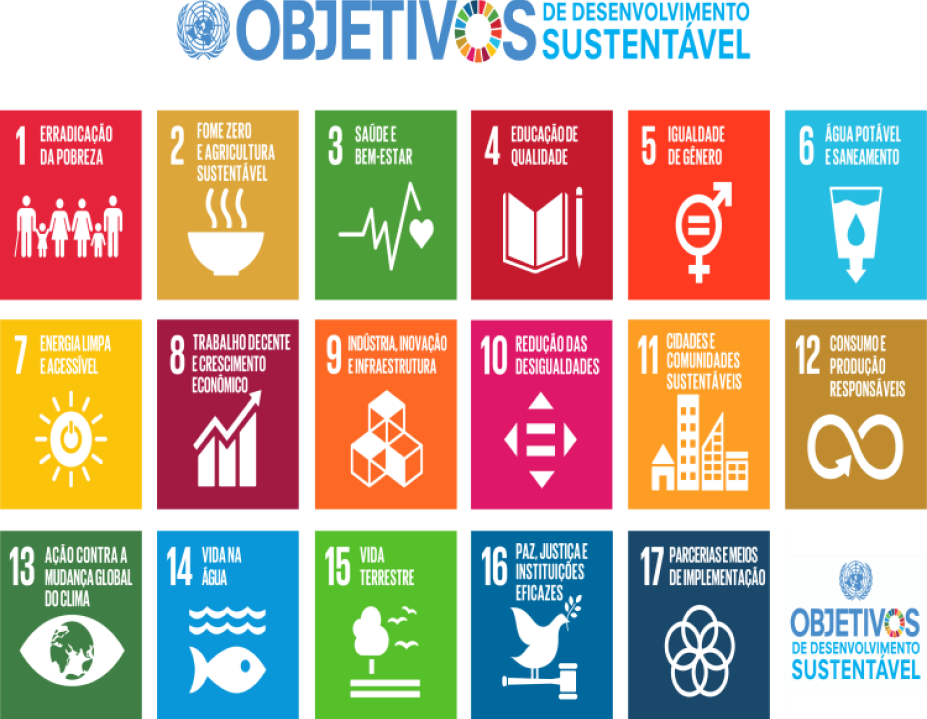 OBJETIVOS
DE DESENVOLVIMENTO
SUSTENTÁVEL
1 ERRADICAÇÃO
DA POBREZA
2 FOME ZERO
E AGRICULTURA
SUSTENTÁVEL
3 SAÚDE E
BEM-ESTAR
4 EDUCAÇÃO DE
QUALIDADE
5 IGUALDADE
DE GÊNERO
6 ÁGUA POTÁVEL
E SANEAMENTO
7 ENERGIA LIMPA
E ACESSÍVEL
8 TRABALHO DECENTE
E CRESCIMENTO
ECONÔMICO
9 INDÚSTRIA, INOVAÇÃO
E INFRAESTRUTURA
10 REDUÇÃO DAS
DESIGUALDADES
11 CIDADES E
COMUNIDADES
SUSTENTÁVEIS
12 CONSUMO E
PRODUÇÃO
RESPONSÁVEIS
13 AÇÃO CONTRA A
MUDANÇA GLOBAL
DO CLIMA
14 VIDA NA
ÁGUA
15 VIDA
TERRESTRE
16 PAZ, JUSTIÇA E
INSTITUIÇÕES
EFICAZES
17 PARCERIAS E MEIOS
DE IMPLEMENTAÇÃO
OBJETIVOS
DE DESENVOLVIMENTO
SUSTENTÁVEL